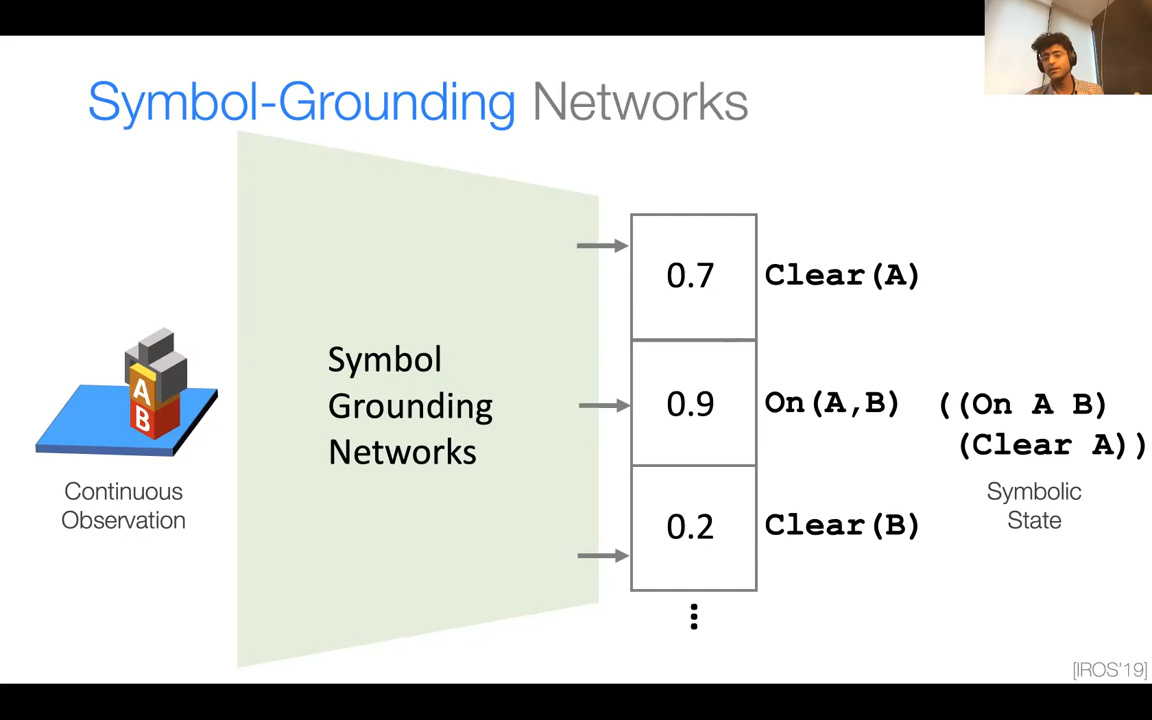 Symbol-Grounding Networks
A
B
Continuous
Observation
Symbol
Grounding
Networks
0.7 Clear(A)
0.9 On(A,B)
0.2 Clear(B)
((On A B)
(Clear A))
Symbolic
State
[IROS'19]